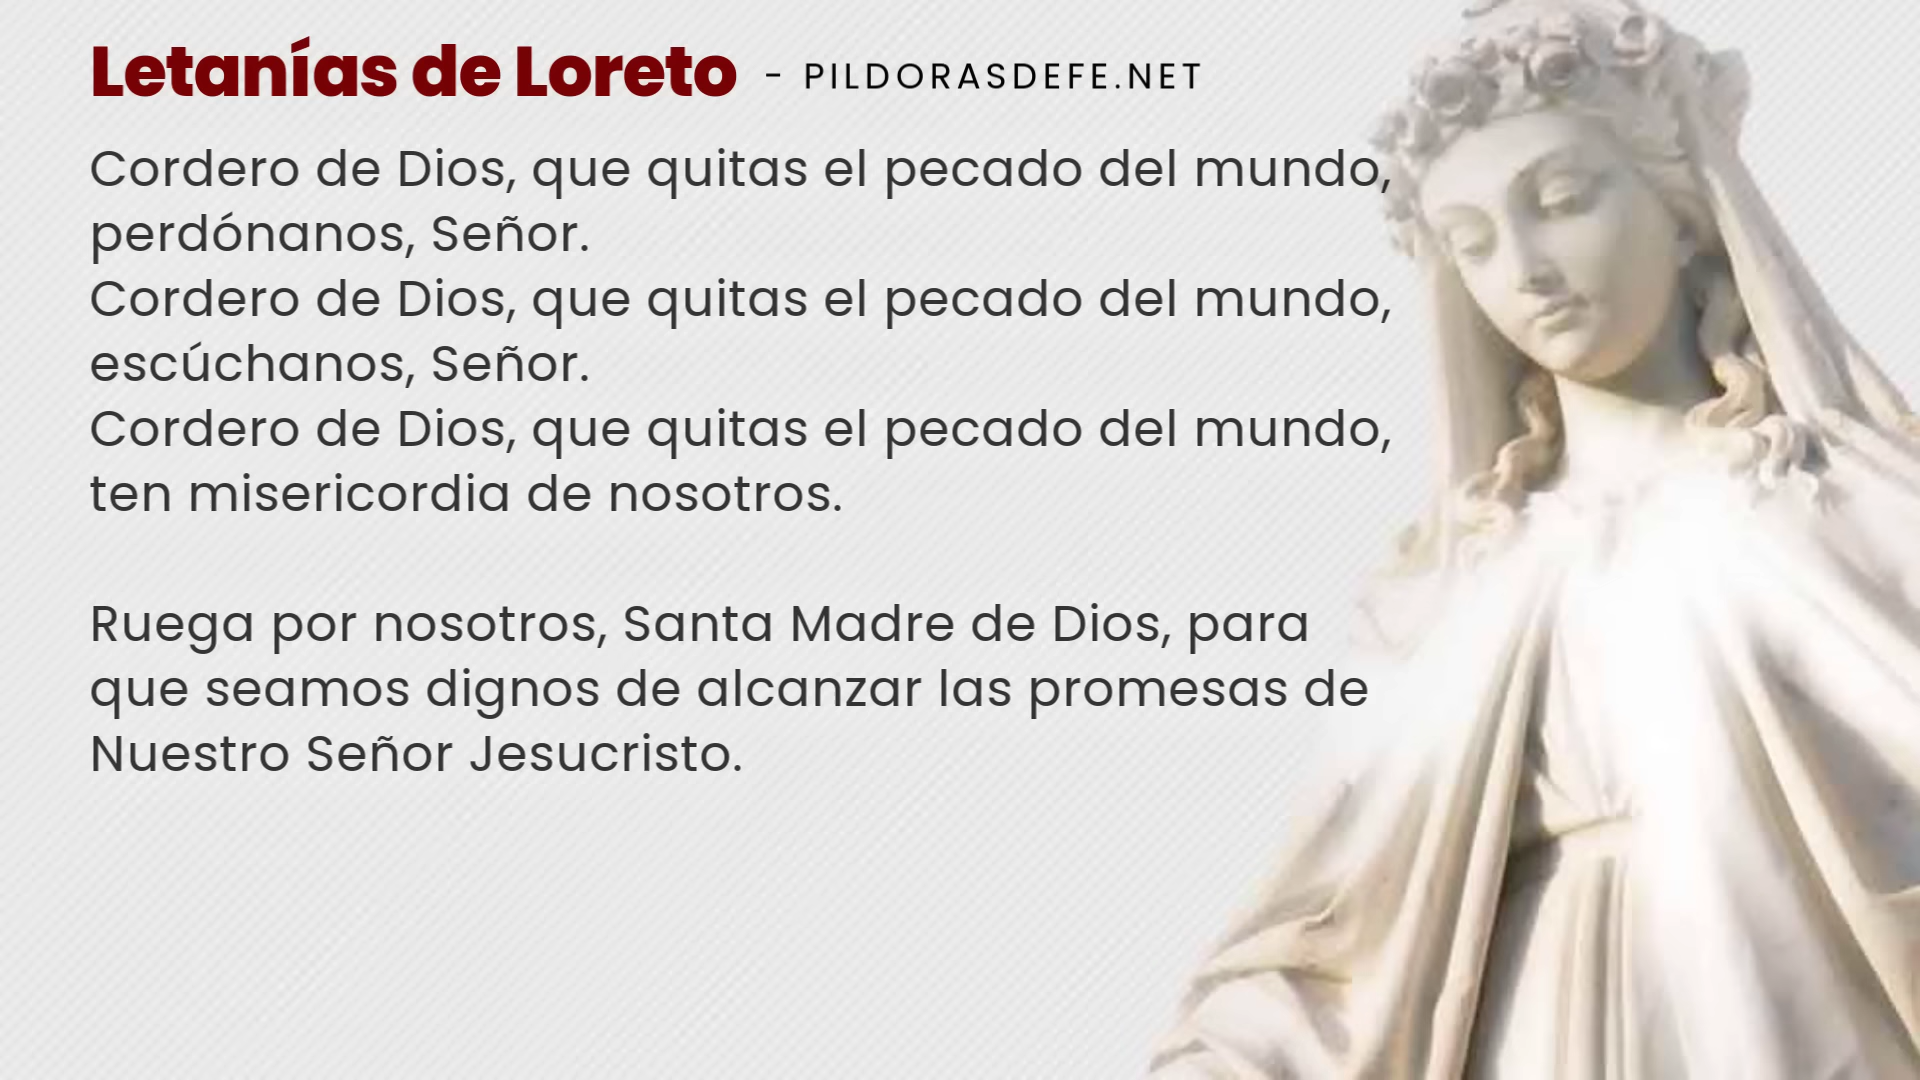 Letanías de Loreto - PILDORASDEFE.NET
Cordero de Dios, que quitas el pecado del mundo,
perdónanos, Señor.
Cordero de Dios, que quitas el pecado del mundo,
escúchanos, Señor.
Cordero de Dios, que quitas el pecado del mundo,
ten misericordia de nosotros.
Ruega por nosotros, Santa Madre de Dios, para
que seamos dignos de alcanzar las promesas de
Nuestro Señor Jesucristo.